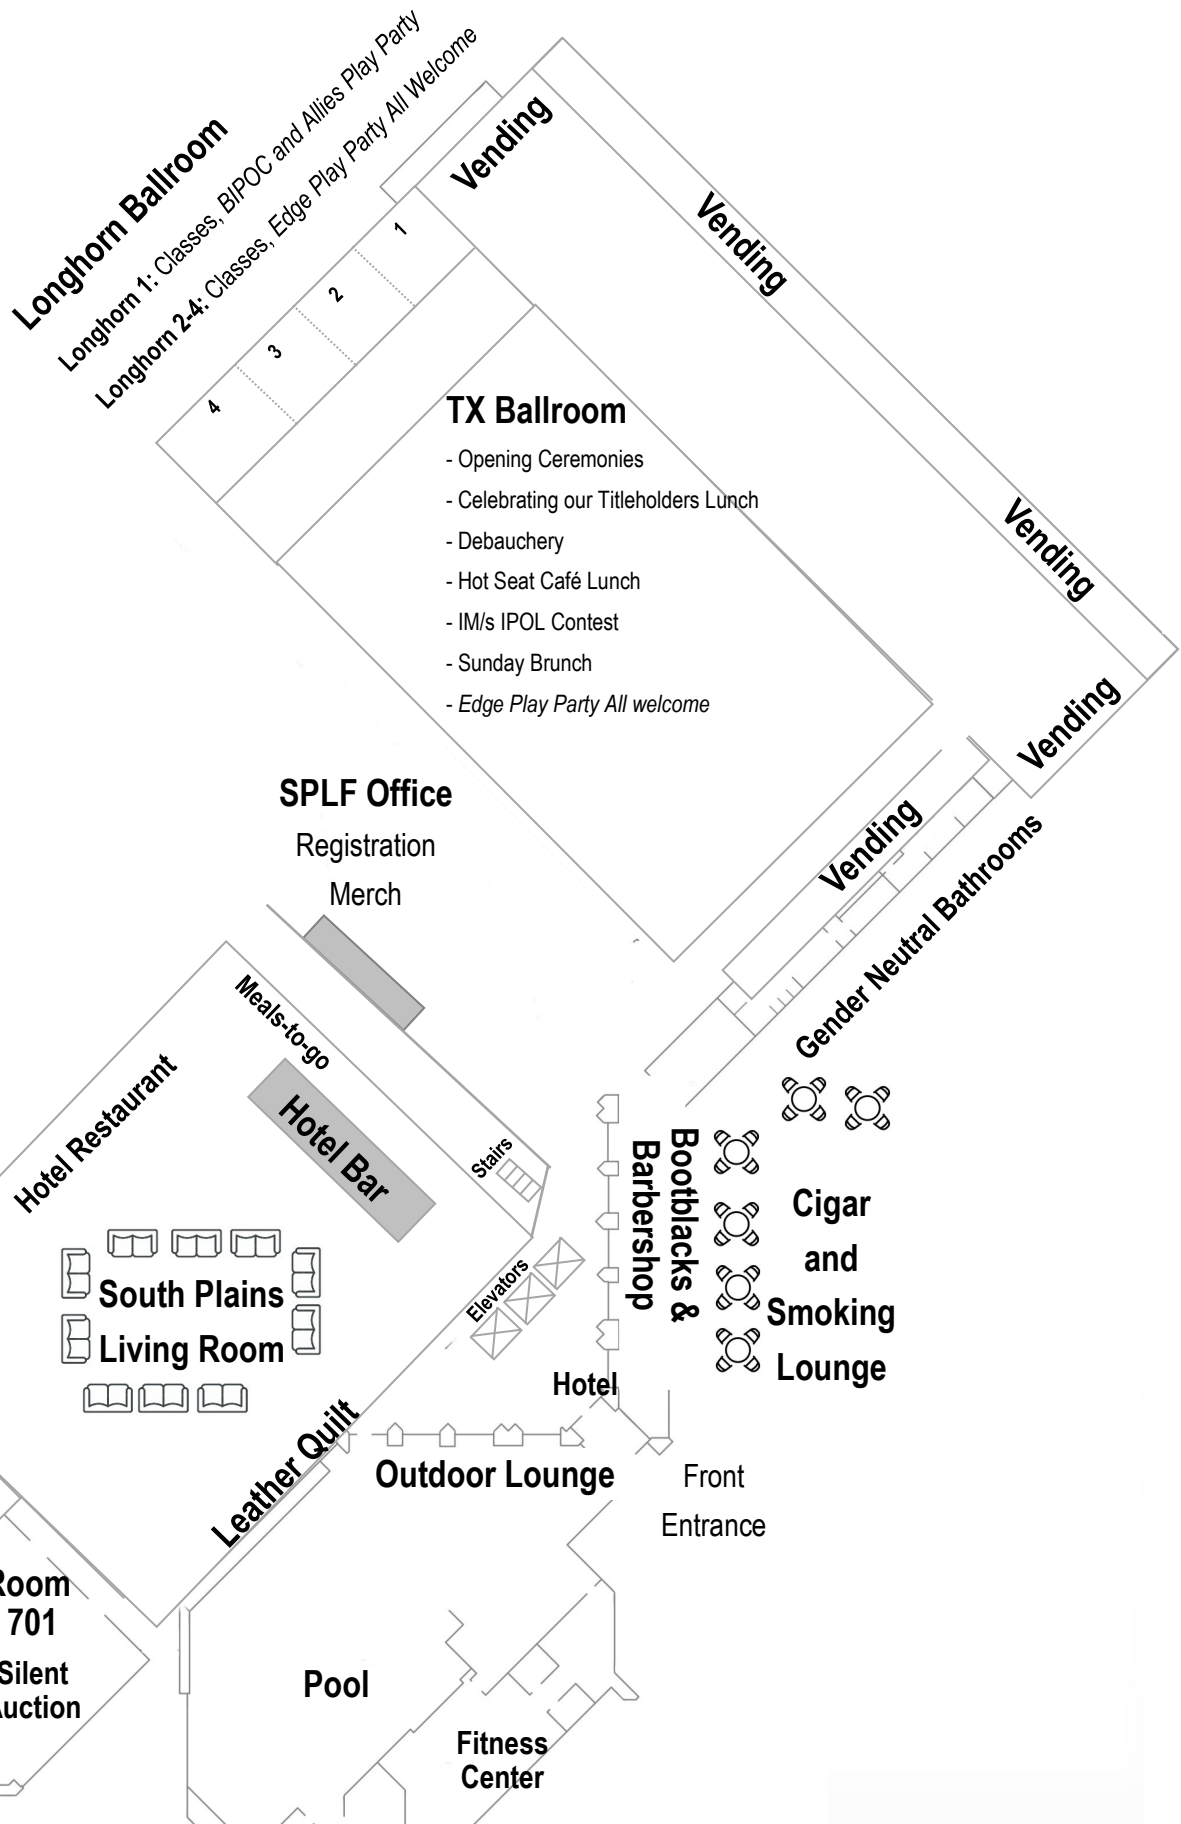 Longhorn Ballroom
Longhorn 1: Classes, BIPOC and Allies Play Party
Longhorn 2-4: Classes, Edge Play Party All Welcome
Vending
Vending
1
2
3
4
TX Ballroom
- Opening Ceremonies
- Celebrating our Titleholders Lunch
- Debauchery
- Hot Seat Café Lunch
- IM/s IPOL Contest
- Sunday Brunch
- Edge Play Party All welcome
Vending
Vending
Vending
Gender Neutral Bathrooms
SPLF Office
Registration
Merch
Meals-to-go
Hotel Restaurant
Hotel Bar
Stairs
Elevators
Bootblacks &
Barbershop
Cigar
and
Smoking
Lounge
South Plains
Living Room
Hotel
Leather Quilt
Outdoor Lounge
Front
Entrance
Room
701
Silent
Auction
Pool
Fitness
Center